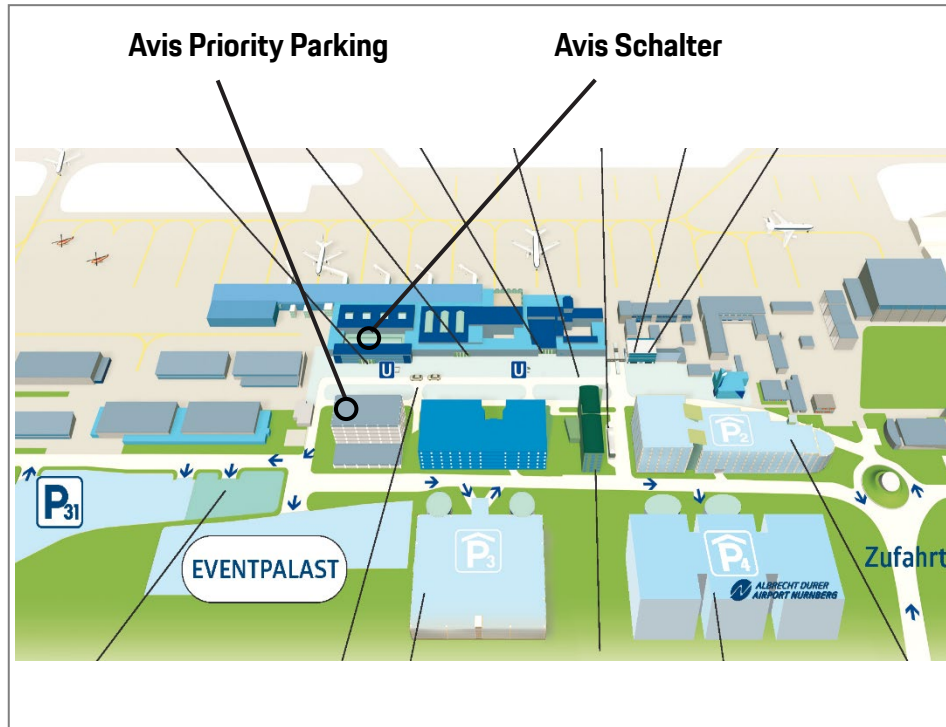 Avis Priority Parking
Avis Schalter
U
U
P2
P31
P3
P4
EVENTPALAST
Zufahrt
ALBRECHT DÜRER
AIRPORT NÜRNBERG